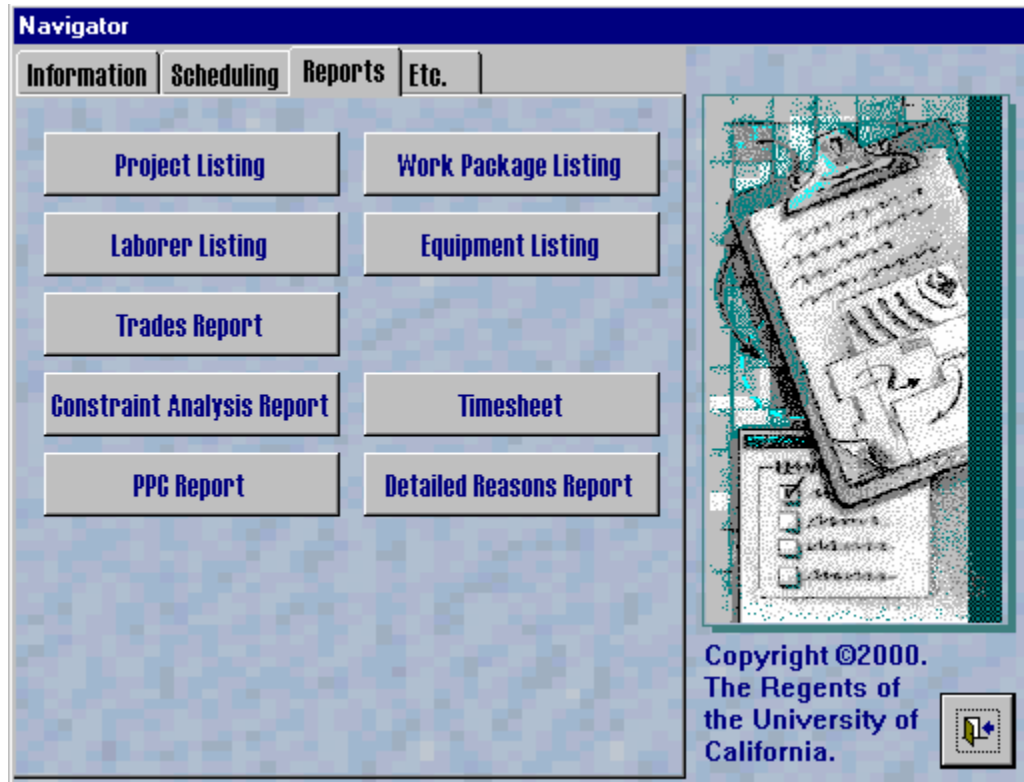 Navigator
Information Scheduling Reports Etc.
Project Listing Work Package Listing
Laborer Listing Equipment Listing
Trades Report
Constraint Analysis Report Timesheet
PPC Report Detailed Reasons Report
Copyright ©2000.
The Regents of
the University of
California.